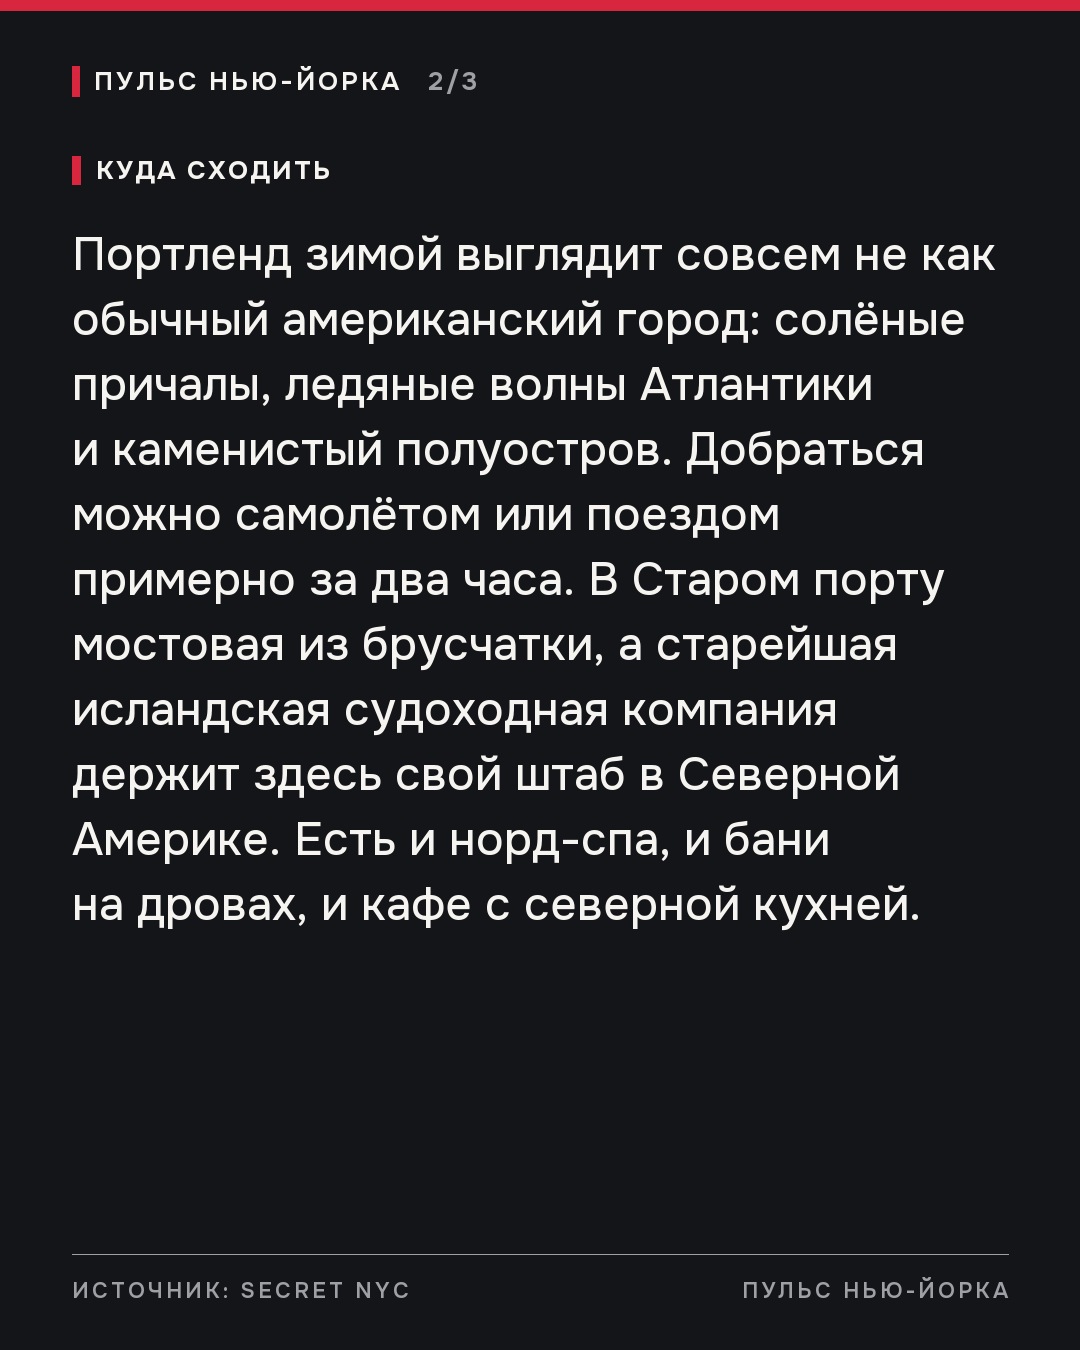 ПУЛЬС НЬЮ-ЙОРКА 2/3
КУДА СХОДИТЬ
Портленд зимой выглядит совсем не как
обычный американский город: солёные
причалы, ледяные волны Атлантики
и каменистый полуостров. Добраться
можно самолётом или поездом
примерно за два часа. В Старом порту
мостовая из брусчатки, а старейшая
исландская судоходная компания
держит здесь свой штаб в Северной
Америке. Есть и норд-спа, и бани
на дровах, и кафе с северной кухней.
ИСТОЧНИК: SECRET NYC
ПУЛЬС НЬЮ-ЙОРКА